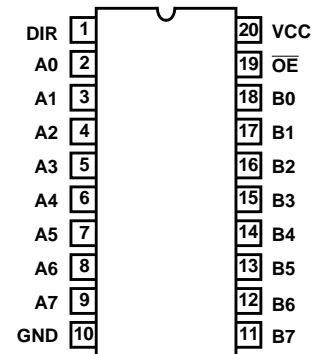 DIR 1 20 VCC
A0 2 19 O̅E̅
A1 3 18 B0
A2 4 17 B1
A3 5 16 B2
A4 6 15 B3
A5 7 14 B4
A6 8 13 B5
A7 9 12 B6
GND 10 11 B7